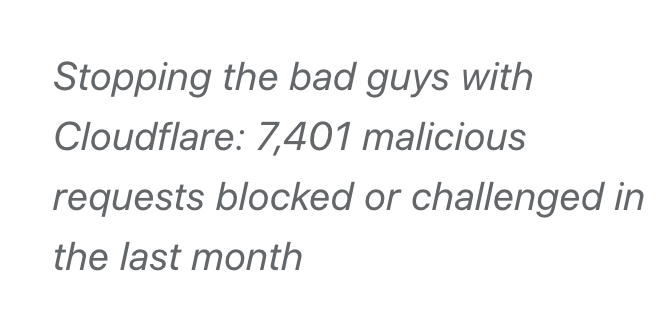 Stopping the bad guys with
Cloudflare: 7,401 malicious
requests blocked or challenged in
the last month